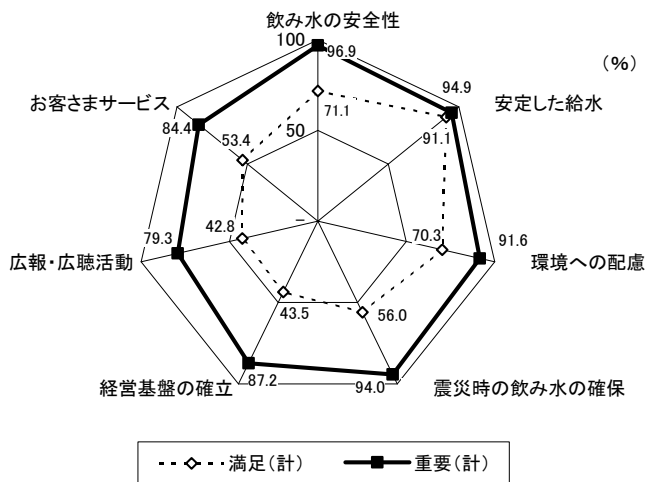 飲み水の安全性
100
96.9
(%)
94.9
お客さまサービス
安定した給水
71.1
84.4
53.4
50
91.1
－
42.8
70.3
91.6
79.3
広報・広聴活動
環境への配慮
43.5
56.0
経営基盤の確立
87.2
94.0
震災時の飲み水の確保
満足(計)
重要(計)